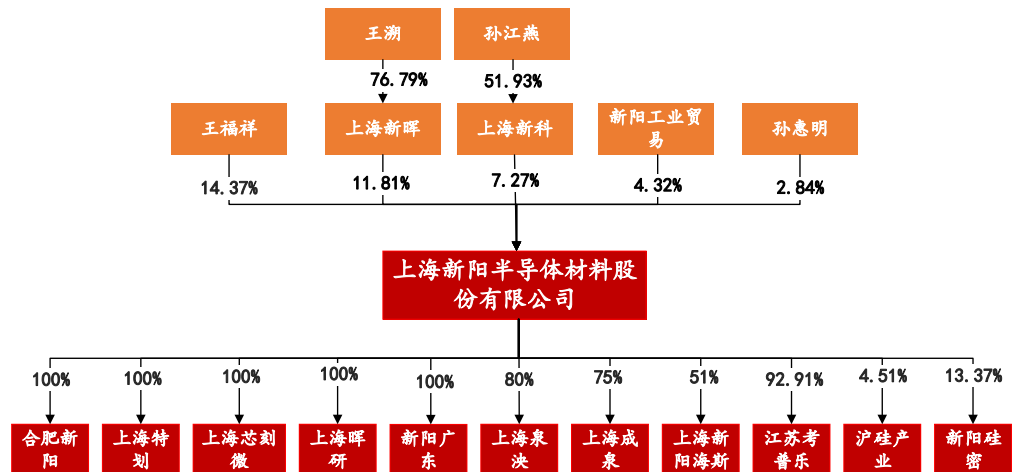 王溯
孙江燕
76.79%
51.93%
王福祥
上海新晖
上海新科
新阳工业贸
易
孙惠明
14.37%
11.81%
7.27%
4.32%
2.84%
上海新阳半导体材料股
份有限公司
100%
100%
100%
100%
100%
80%
75%
51%
92.91%
4.51%
13.37%
合肥新
阳
上海特
划
上海芯刻
微
上海晖
研
新阳广
东
上海泉
泱
上海成
泉
上海新
阳海斯
江苏考
普乐
沪硅产
业
新阳硅
密